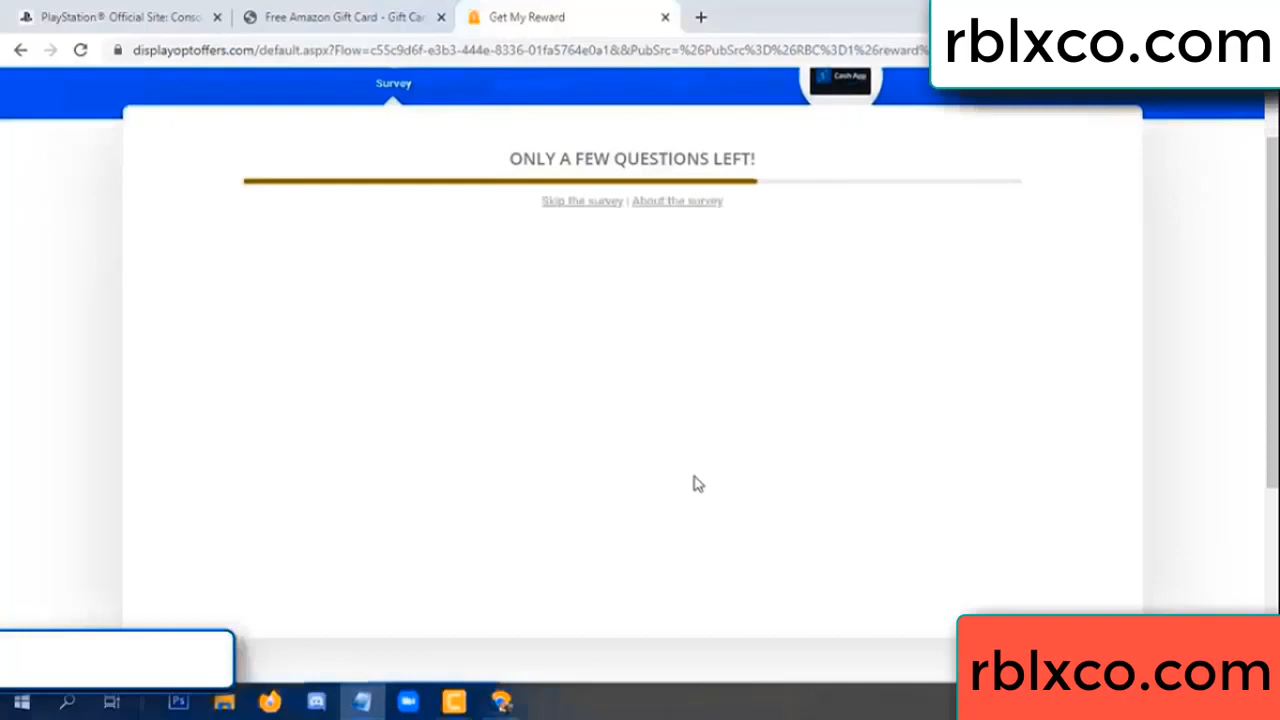 PlayStation® Official Site: Conso
Free Amazon Gift Card - Gift Car
Get My Reward
rblxco.com
displayoptoffers.com/default.aspx?Flow=c55c9d6f-e3b3-444e-8336-01fa5764e0a1&&PubSrc=%26PubSrc%3D%26RBC%3D1%26reward%
Survey
Cash App
ONLY A FEW QUESTIONS LEFT!
Skip the survey | About the survey
rblxco.com
Ps